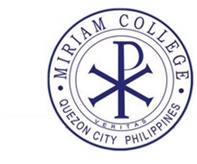 MIRIAM COLLEGE
VERITAS
QUEZON CITY PHILIPPINES